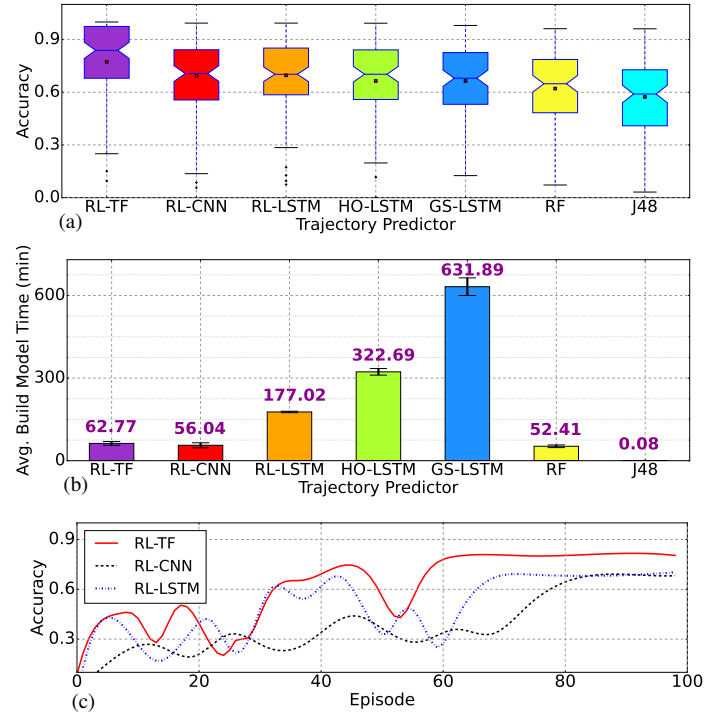 0.9
0.6
0.3
0.0
Accuracy
RL-TF RL-CNN RL-LSTM HO-LSTM GS-LSTM RF J48
Trajectory Predictor
(a)
Avg. Build Model Time (min)
600
300
0
62.77
56.04
177.02
322.69
631.89
52.41
0.08
RL-TF RL-CNN RL-LSTM HO-LSTM GS-LSTM RF J48
Trajectory Predictor
(b)
Accuracy
0.9
0.6
0.3
RL-TF
RL-CNN
RL-LSTM
0 20 40 60 80 100
Episode
(c)